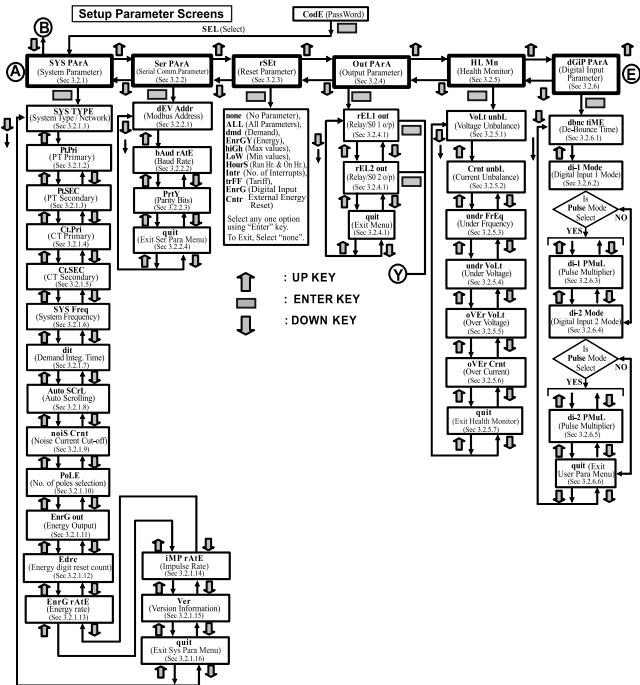 B
Setup Parameter Screens
CodE (PassWord)
SEL (Select)
A
SYS PArA
(System Parameter)
(Sec 3.2.1)
Ser PArA
(Serial Comm.Parameter)
(Sec 3.2.2)
rSEt
(Reset Parameter)
(Sec 3.2.3)
Out PArA
(Output Parameter)
(Sec 3.2.4)
HL Mn
(Health Monitor)
(Sec 3.2.5)
dGiP PArA
(Digital Input
Parameter)
(Sec 3.2.6)
E
SYS TYPE
(System Type / Network)
(Sec 3.2.1.1)
Pt.Pri
(PT Primary)
(Sec 3.2.1.2)
Pt.SEC
(PT Secondary)
(Sec 3.2.1.3)
Ct.Pri
(CT Primary)
(Sec 3.2.1.4)
Ct.SEC
(CT Secondary)
(Sec 3.2.1.5)
SYS Freq
(System Frequency)
(Sec 3.2.1.6)
dit
(Demand Integ. Time)
(Sec 3.2.1.7)
Auto SCrL
(Auto Scrolling)
(Sec 3.2.1.8)
noiS Crnt
(Noise Current Cut-off)
(Sec 3.2.1.9)
PoLE
(No. of poles selection)
(Sec 3.2.1.10)
EnrG out
(Energy Output)
(Sec 3.2.1.11)
Edrc
(Energy digit reset count)
(Sec 3.2.1.12)
EnrG rAtE
(Energy rate)
(Sec 3.2.1.13)
iMP rAtE
(Impulse Rate)
(Sec 3.2.1.14)
Ver
(Version Information)
(Sec 3.2.1.15)
quit
(Exit Sys Para Menu)
(Sec 3.2.1.16)
dEV Addr
(Modbus Address)
(Sec 3.2.2.1)
bAud rAtE
(Baud Rate)
(Sec 3.2.2.2)
PrtY
(Parity Bits)
(Sec 3.2.2.3)
quit
(Exit Ser Para Menu)
(Sec 3.2.2.4)
none (No Parameter),
ALL (All Parameters),
dmd (Demand),
EnrGY (Energy),
hiGh (Max values),
LoW (Min values),
HourS (Run Hr. & On Hr.),
Intr (No. of Interrupts),
trFF (Tariff),
EnrG (Digital Input
Cntr External Energy
Reset)
Select any one option
using "Enter" key.
To Exit, Select "none".
: UP KEY
: ENTER KEY
: DOWN KEY
rEL1 out
(Relay/S0 1 o/p)
(Sec 3.2.4.1)
rEL2 out
(Relay/S0 2 o/p)
(Sec 3.2.4.1)
quit
(Exit Menu)
(Sec 3.2.4.1)
Y
VoLt unbL
(Voltage Unbalance)
(Sec 3.2.5.1)
Crnt unbL
(Current Unbalance)
(Sec 3.2.5.2)
undr FrEq
(Under Frquency)
(Sec 3.2.5.3)
undr VoLt
(Under Voltage)
(Sec 3.2.5.4)
oVEr VoLt
(Over Voltage)
(Sec 3.2.5.5)
oVEr Crnt
(Over Current)
(Sec 3.2.5.6)
quit
(Exit Health Monitor)
(Sec 3.2.5.7)
dbnc tiME
(De-Bounce Time)
(Sec 3.2.6.1)
di-1 Mode
(Digital Input 1 Mode)
(Sec 3.2.6.2)
Is
Pulse Mode
Select
NO
YES
di-1 PMuL
(Pulse Multiplier)
(Sec 3.2.6.3)
di-2 Mode
(Digital Input 2 Mode)
(Sec 3.2.6.4)
Is
Pulse Mode
Select
NO
YES
di-2 PMuL
(Pulse Multiplier)
(Sec 3.2.6.5)
quit (Exit
User Para Menu)
(Sec 3.2.6.6)